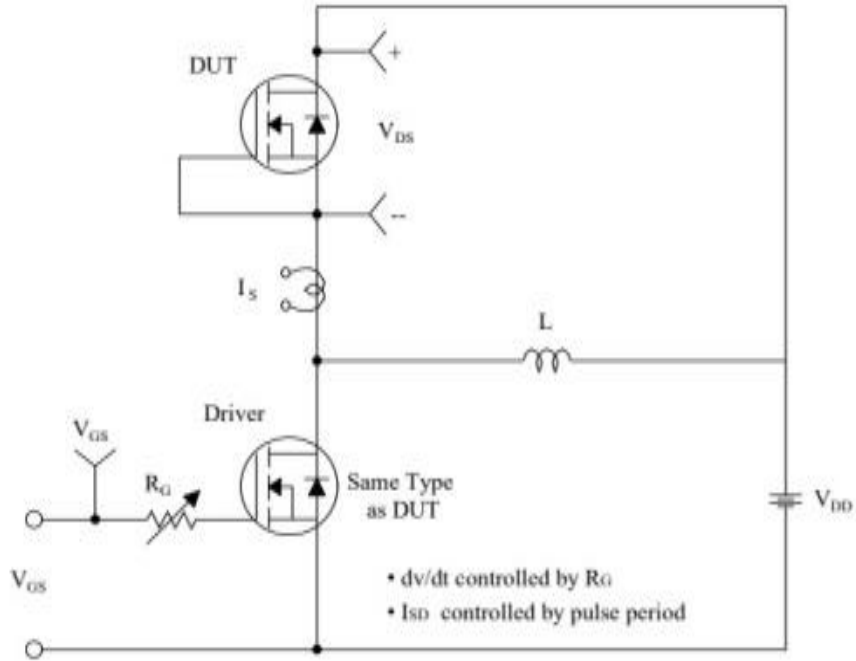 DUT
+
VDS
--
IS
L
Driver
VGS
RG
Same Type
as DUT
VDD
VGS
• dv/dt controlled by RG
• ISD controlled by pulse period